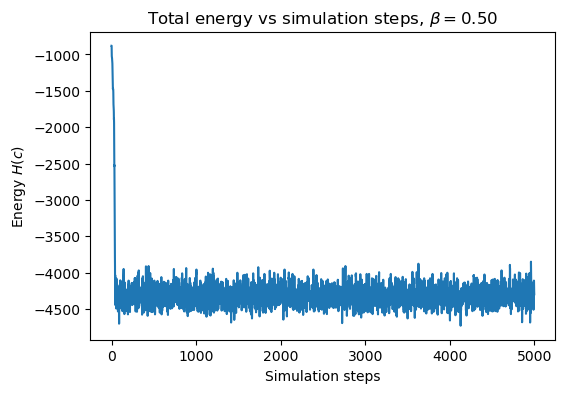 Total energy vs simulation steps, β = 0.50
Energy H(c)
−1000
−1500
−2000
−2500
−3000
−3500
−4000
−4500
0 1000 2000 3000 4000 5000
Simulation steps